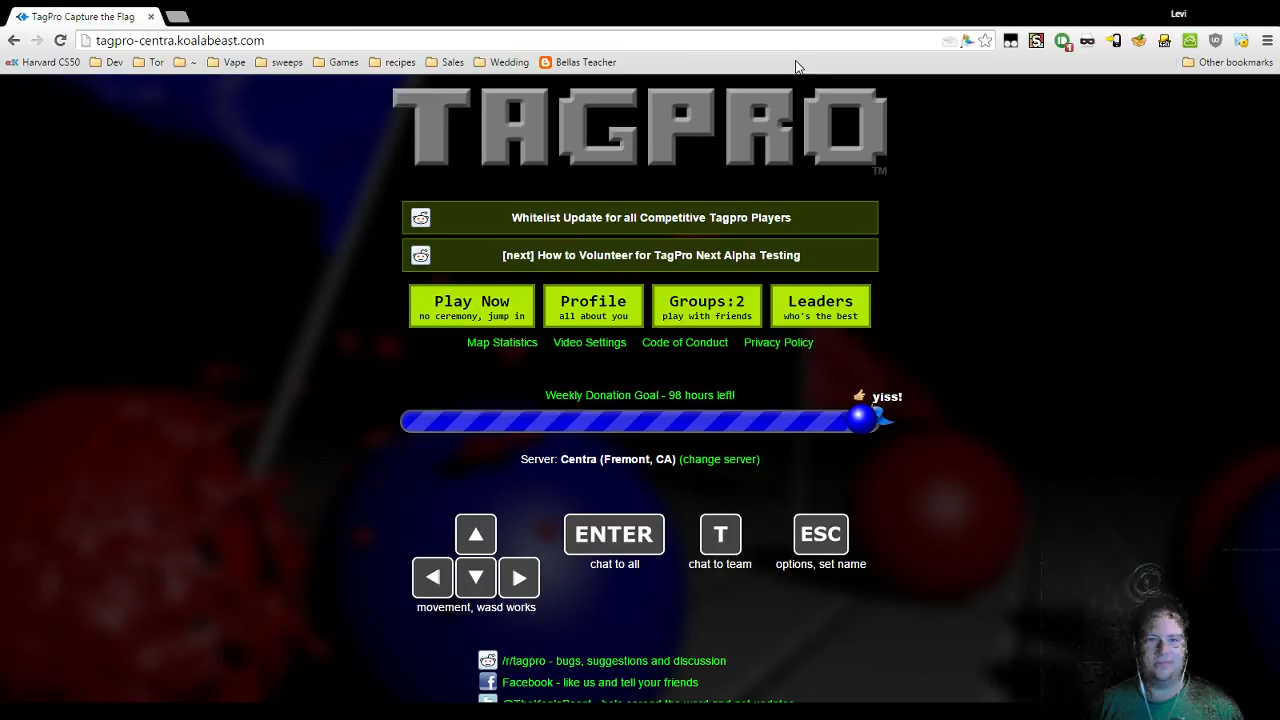 Levi
TagPro Capture the Flag
tagpro-centra.koalabeast.com
Harvard CS50 Dev Tor ~ Vape sweeps Games recipes Sales Wedding Bellas Teacher Other bookmarks
TAGPRO
TM
Whitelist Update for all Competitive Tagpro Players
[next] How to Volunteer for TagPro Next Alpha Testing
Play Now Profile Groups:2 Leaders
no ceremony, jump in all about you play with friends who's the best
Map Statistics Video Settings Code of Conduct Privacy Policy
Weekly Donation Goal - 98 hours left!
yiss!
Server: Centra (Fremont, CA) (change server)
ENTER T ESC
chat to all chat to team options, set name
movement, wasd works
/r/tagpro - bugs, suggestions and discussion
Facebook - like us and tell your friends